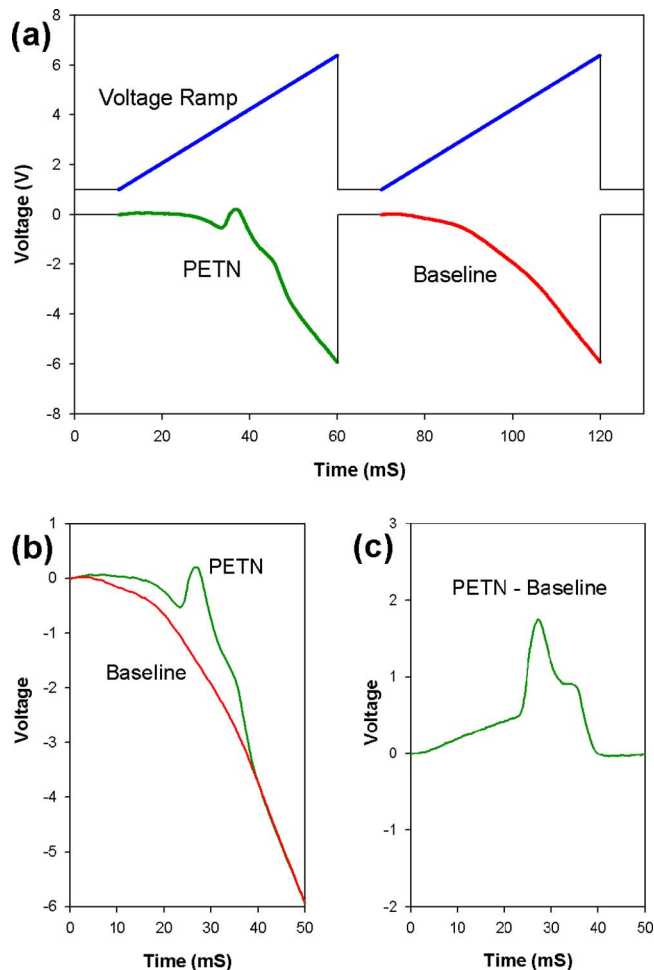 (a)
8
6
4
2
0
-2
-4
-6
-8
Voltage (V)
Voltage Ramp
PETN
Baseline
0 20 40 60 80 100 120
Time (mS)
(b)
1
0
-1
-2
-3
-4
-5
-6
Voltage
PETN
Baseline
0 10 20 30 40 50
Time (mS)
(c)
3
2
1
0
-1
-2
Voltage
PETN - Baseline
0 10 20 30 40 50
Time (mS)